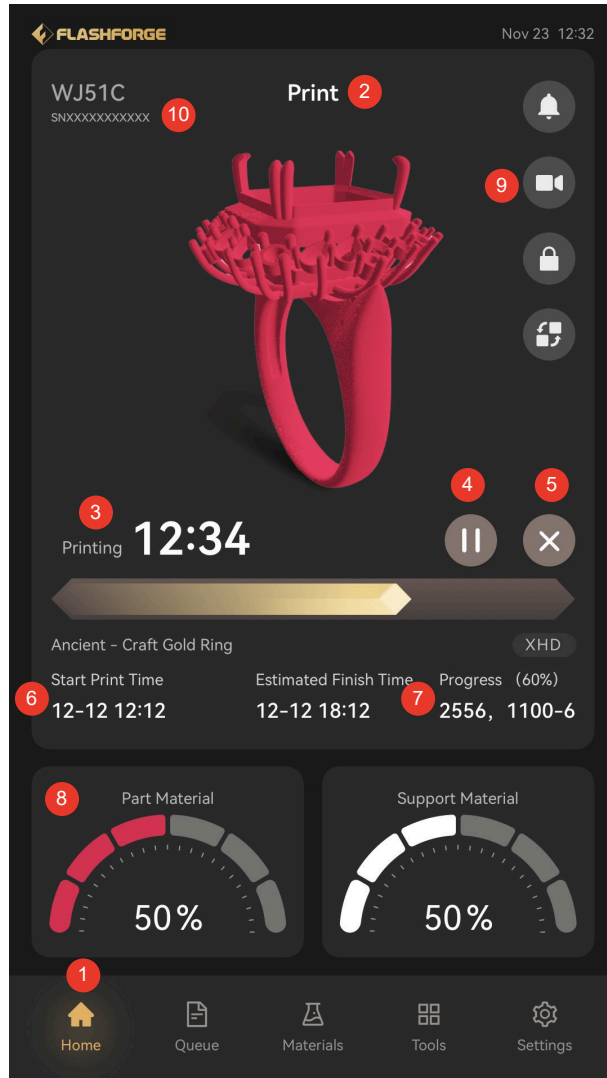 FLASHFORGE
Nov 23 12:32
WJ51C
Print 2
SNXXXXXXXXXXX 10
9
3
4
5
Printing 12:34
Ancient - Craft Gold Ring
XHD
Start Print Time
Estimated Finish Time
Progress (60%)
6
7
12-12 12:12
12-12 18:12
2556, 1100-6
8
Part Material
Support Material
50%
50%
1
Home
Queue
Materials
Tools
Settings